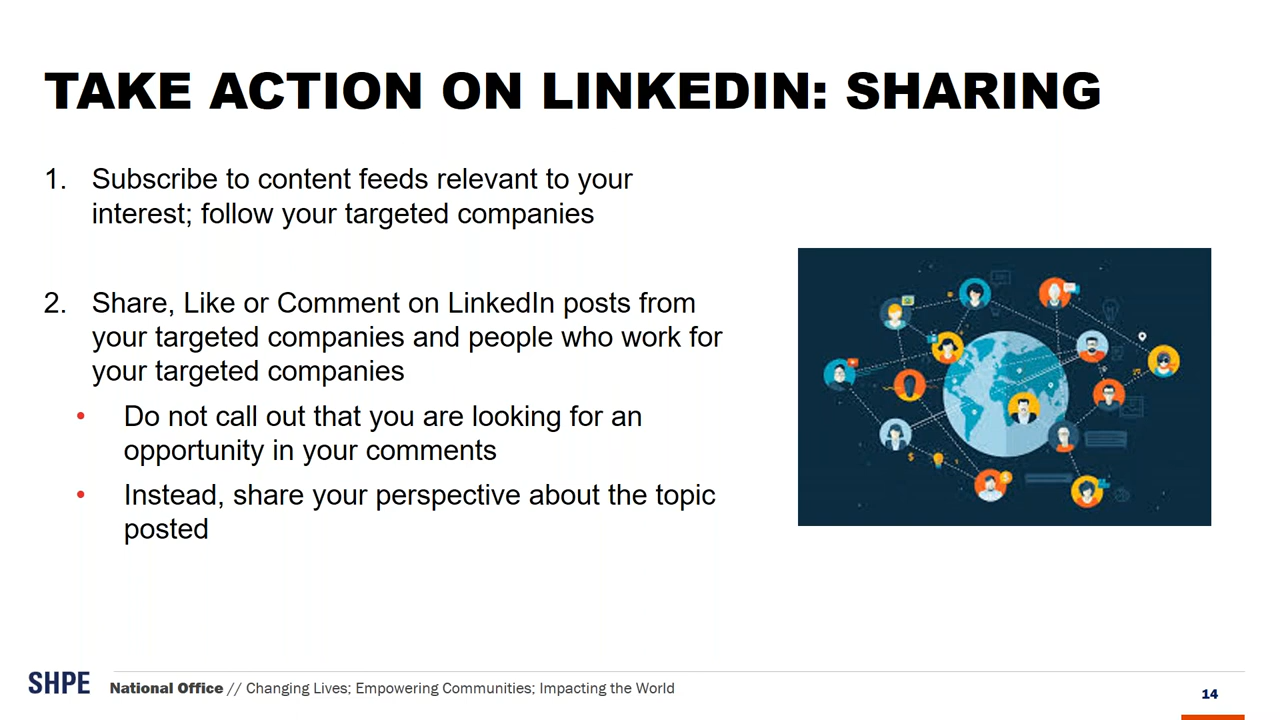 TAKE ACTION ON LINKEDIN: SHARING
1. Subscribe to content feeds relevant to your
interest; follow your targeted companies
2. Share, Like or Comment on LinkedIn posts from
your targeted companies and people who work for
your targeted companies
• Do not call out that you are looking for an
opportunity in your comments
• Instead, share your perspective about the topic
posted
SHPE National Office // Changing Lives; Empowering Communities; Impacting the World
14